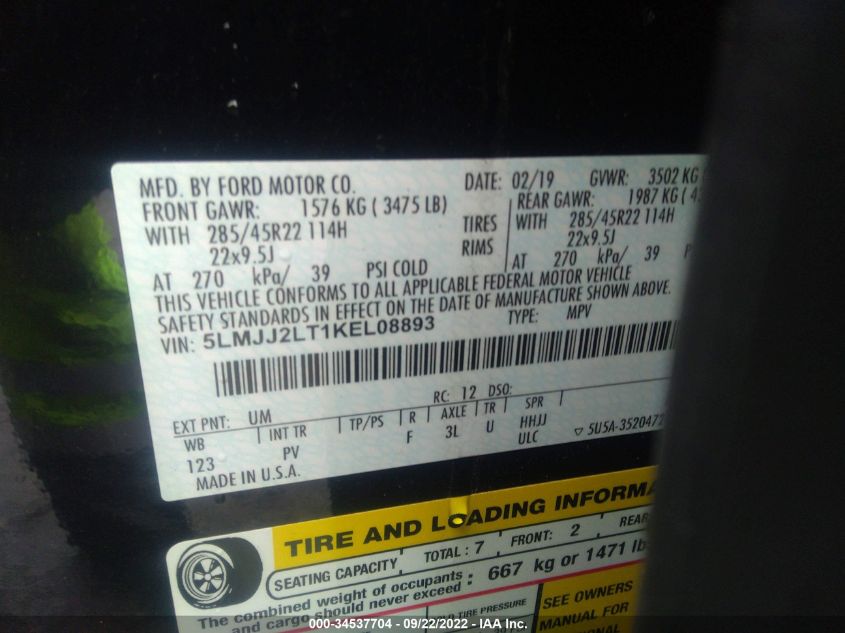 MFD. BY FORD MOTOR CO. DATE: 02/19 GVWR: 3502 KG
FRONT GAWR: 1576 KG ( 3475 LB) REAR GAWR: 1987 KG (
WITH 285/45R22 114H TIRES WITH 285/45R22 114H
22x9.5J RIMS 22x9.5J
AT 270 kPa/ 39 PSI COLD AT 270 kPa/ 39
THIS VEHICLE CONFORMS TO ALL APPLICABLE FEDERAL MOTOR VEHICLE
SAFETY STANDARDS IN EFFECT ON THE DATE OF MANUFACTURE SHOWN ABOVE.
VIN: 5LMJJ2LT1KEL08893 TYPE: MPV
EXT PNT: UM RC: 12 DSO:
WB INT TR TP/PS R AXLE TR SPR
123 PV F 3L U HHJJ
ULC ▽ 5U5A-3520472
MADE IN U.S.A.
TIRE AND LOADING INFORMA
SEATING CAPACITY TOTAL : 7 FRONT: 2 REAR
The combined weight of occupants
and cargo should never exceed : 667 kg or 1471 lb
TIRE PRESSURE SEE OWNERS
MANUAL FOR
© Photo - 34537704 - 09/22/2022 - IAA Inc.